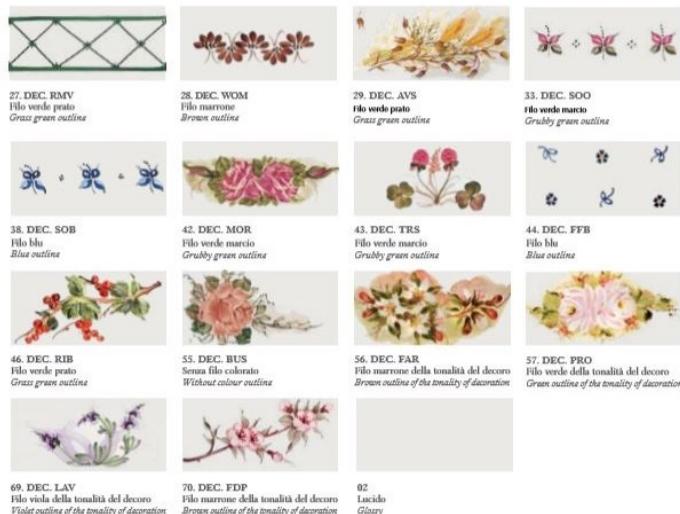 27. DEC. RMV
Filo verde prato
Grass green outline
28. DEC. WOM
Filo marrone
Brown outline
29. DEC. AVS
Filo verde prato
Grass green outline
33. DEC. SOO
Filo verde marcio
Grubby green outline
38. DEC. SOB
Filo blu
Blue outline
42. DEC. MOR
Filo verde marcio
Grubby green outline
43. DEC. TRS
Filo verde marcio
Grubby green outline
44. DEC. FFB
Filo blu
Blue outline
46. DEC. RIB
Filo verde prato
Grass green outline
55. DEC. BUS
Senza filo colorato
Without colour outline
56. DEC. FAR
Filo marrone della tonalità del decoro
Brown outline of the tonality of decoration
57. DEC. PRO
Filo verde della tonalità del decoro
Green outline of the tonality of decoration
69. DEC. LAV
Filo viola della tonalità del decoro
Violet outline of the tonality of decoration
70. DEC. FDP
Filo marrone della tonalità del decoro
Brown outline of the tonality of decoration
02
Lucido
Glossy